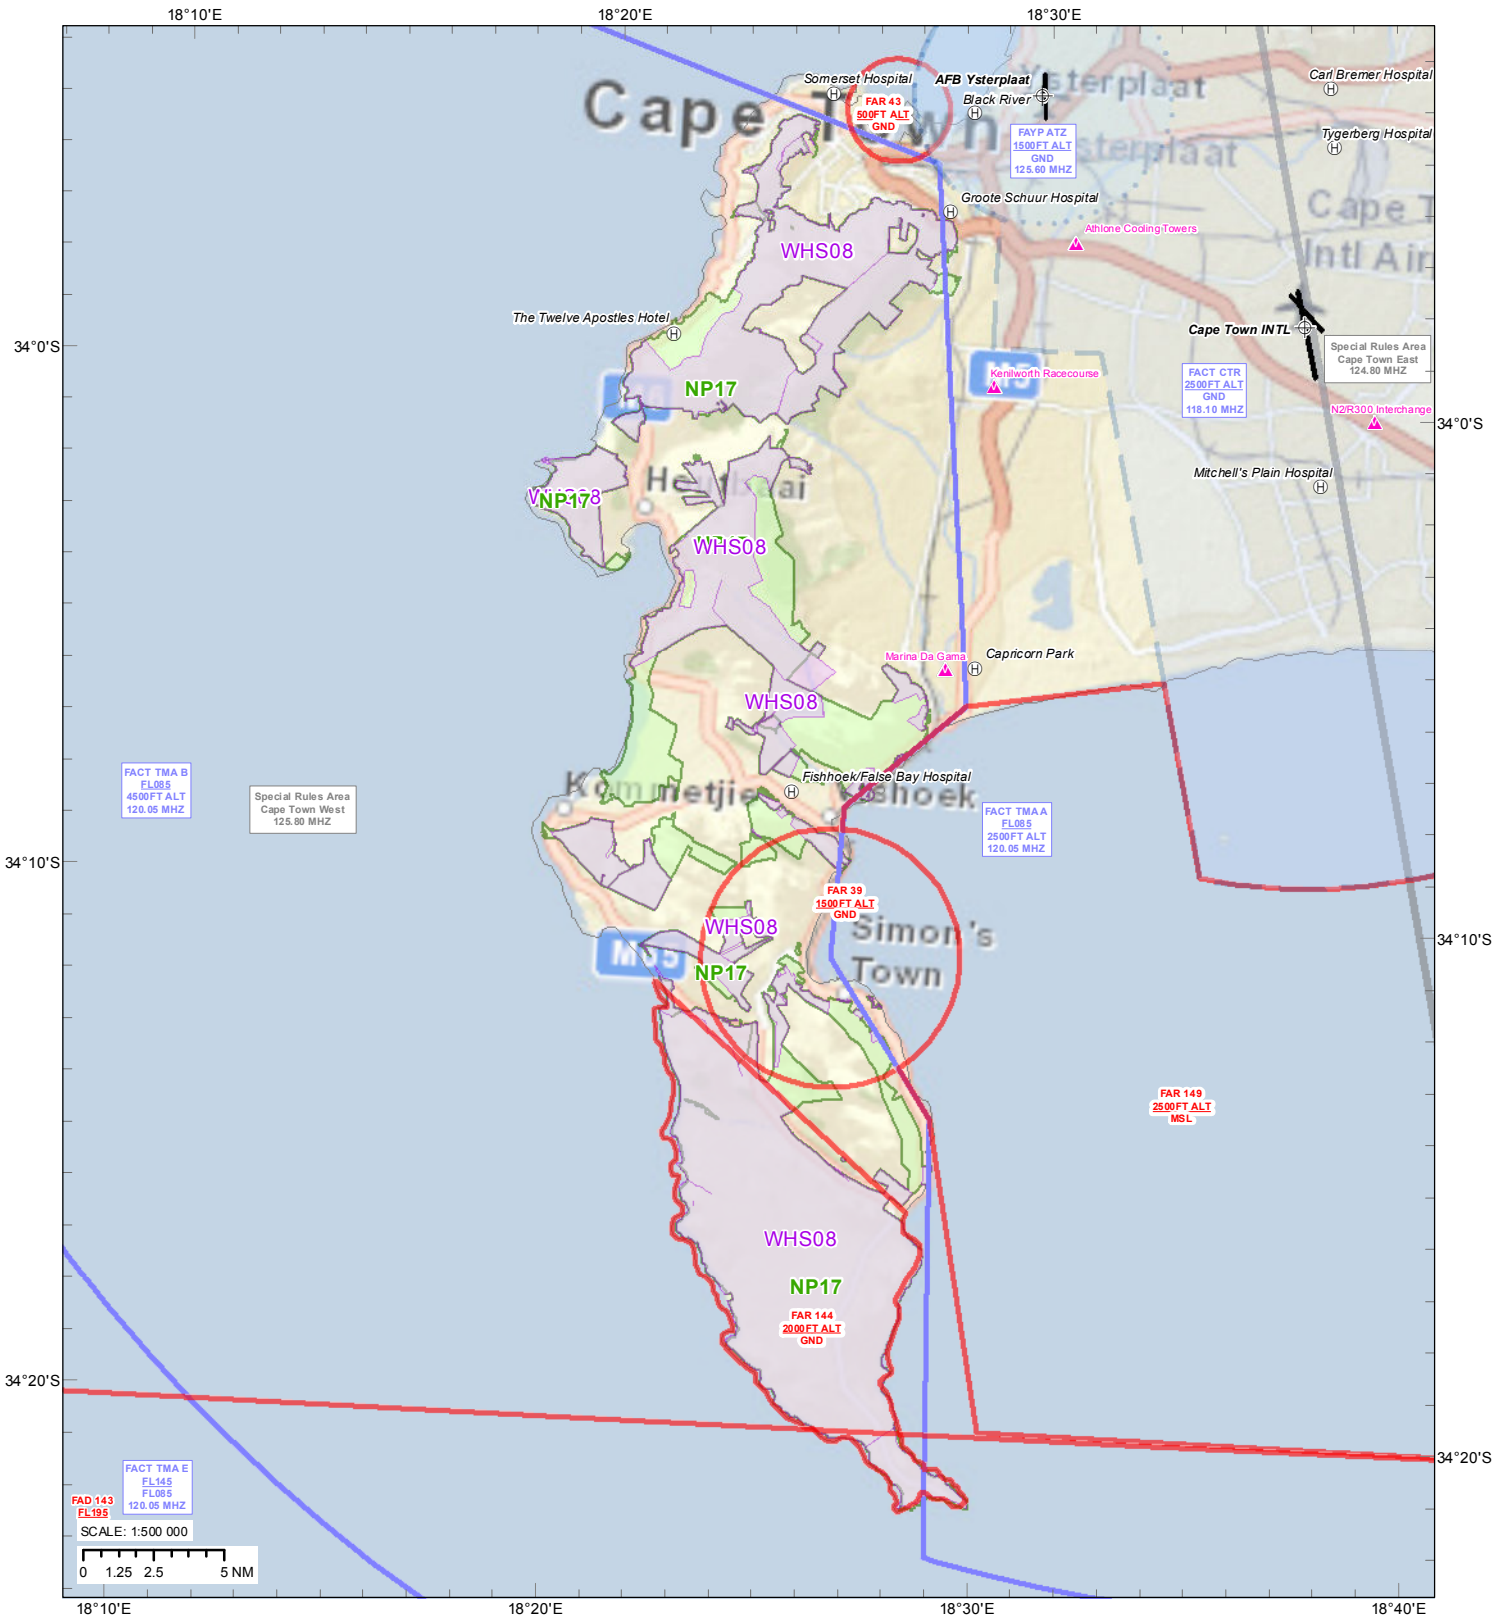 18°10'E
18°20'E
18°30'E
Cape Town
Somerset Hospital
AFB Ysterplaat
Ysterplaat
Carl Bremer Hospital
FAR 43
500FT ALT
GND
Black River
FAYP ATZ
1500FT ALT
GND
125.60 MHZ
Ysterplaat
Tygerberg Hospital
Groote Schuur Hospital
Cape T
Intl Air
Athlone Cooling Towers
WHS08
The Twelve Apostles Hotel
Cape Town INTL
34°0'S
Special Rules Area
Cape Town East
124.80 MHZ
NP17
M5
Kenilworth Racecourse
FACT CTR
2500FT ALT
GND
118.10 MHZ
N2/R300 Interchange
34°0'S
Mitchell's Plain Hospital
WHS08
NP17
WHS08
Marina Da Gama
Capricorn Park
WHS08
FACT TMA B
FL085
4500FT ALT
120.05 MHZ
Special Rules Area
Cape Town West
125.80 MHZ
Kommetjie
Fishhoek/False Bay Hospital
FACT TMA A
FL085
2500FT ALT
120.05 MHZ
34°10'S
FAR 39
1500FT ALT
GND
WHS08
Simon's
Town
34°10'S
M65
NP17
FAR 149
2500FT ALT
MSL
WHS08
NP17
FAR 144
2000FT ALT
GND
34°20'S
34°20'S
FACT TMA E
FL145
FL085
120.05 MHZ
FAD 143
FL195
SCALE: 1:500 000
0 1.25 2.5 5 NM
18°10'E
18°20'E
18°30'E
18°40'E